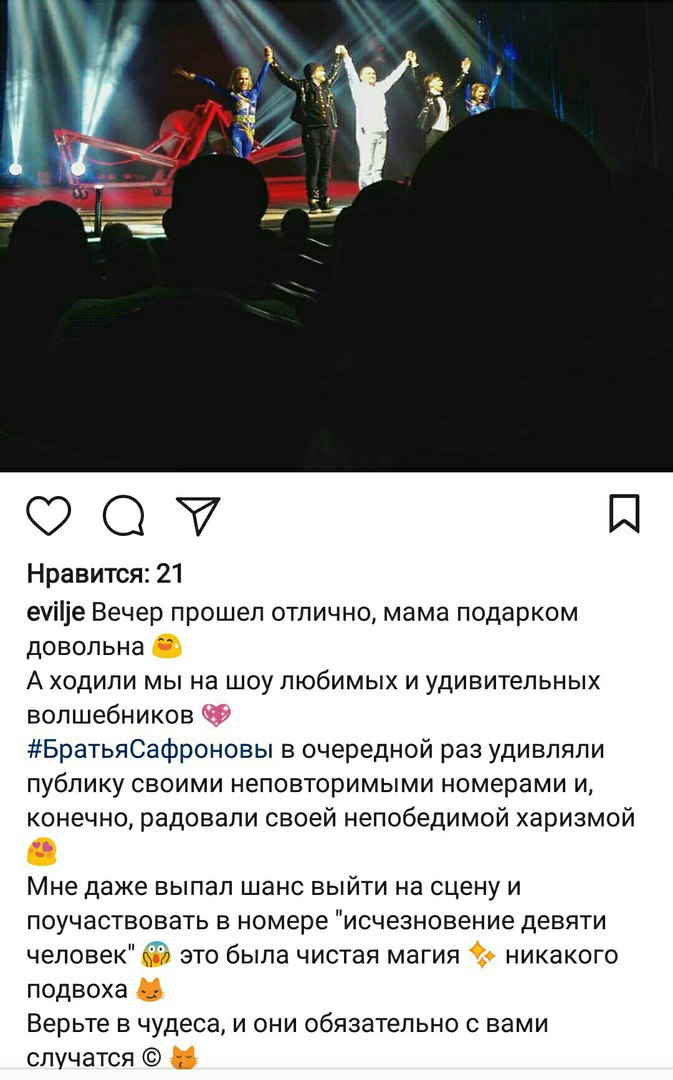 Нравится: 21
evilje Вечер прошел отлично, мама подарком
довольна 😄
А ходили мы на шоу любимых и удивительных
волшебников 💖
#БратьяСафроновы в очередной раз удивляли
публику своими неповторимыми номерами и,
конечно, радовали своей непобедимой харизмой
😍
Мне даже выпал шанс выйти на сцену и
поучаствовать в номере "исчезновение девяти
человек" 😱 это была чистая магия ✨ никакого
подвоха 😼
Верьте в чудеса, и они обязательно с вами
случатся © 😽